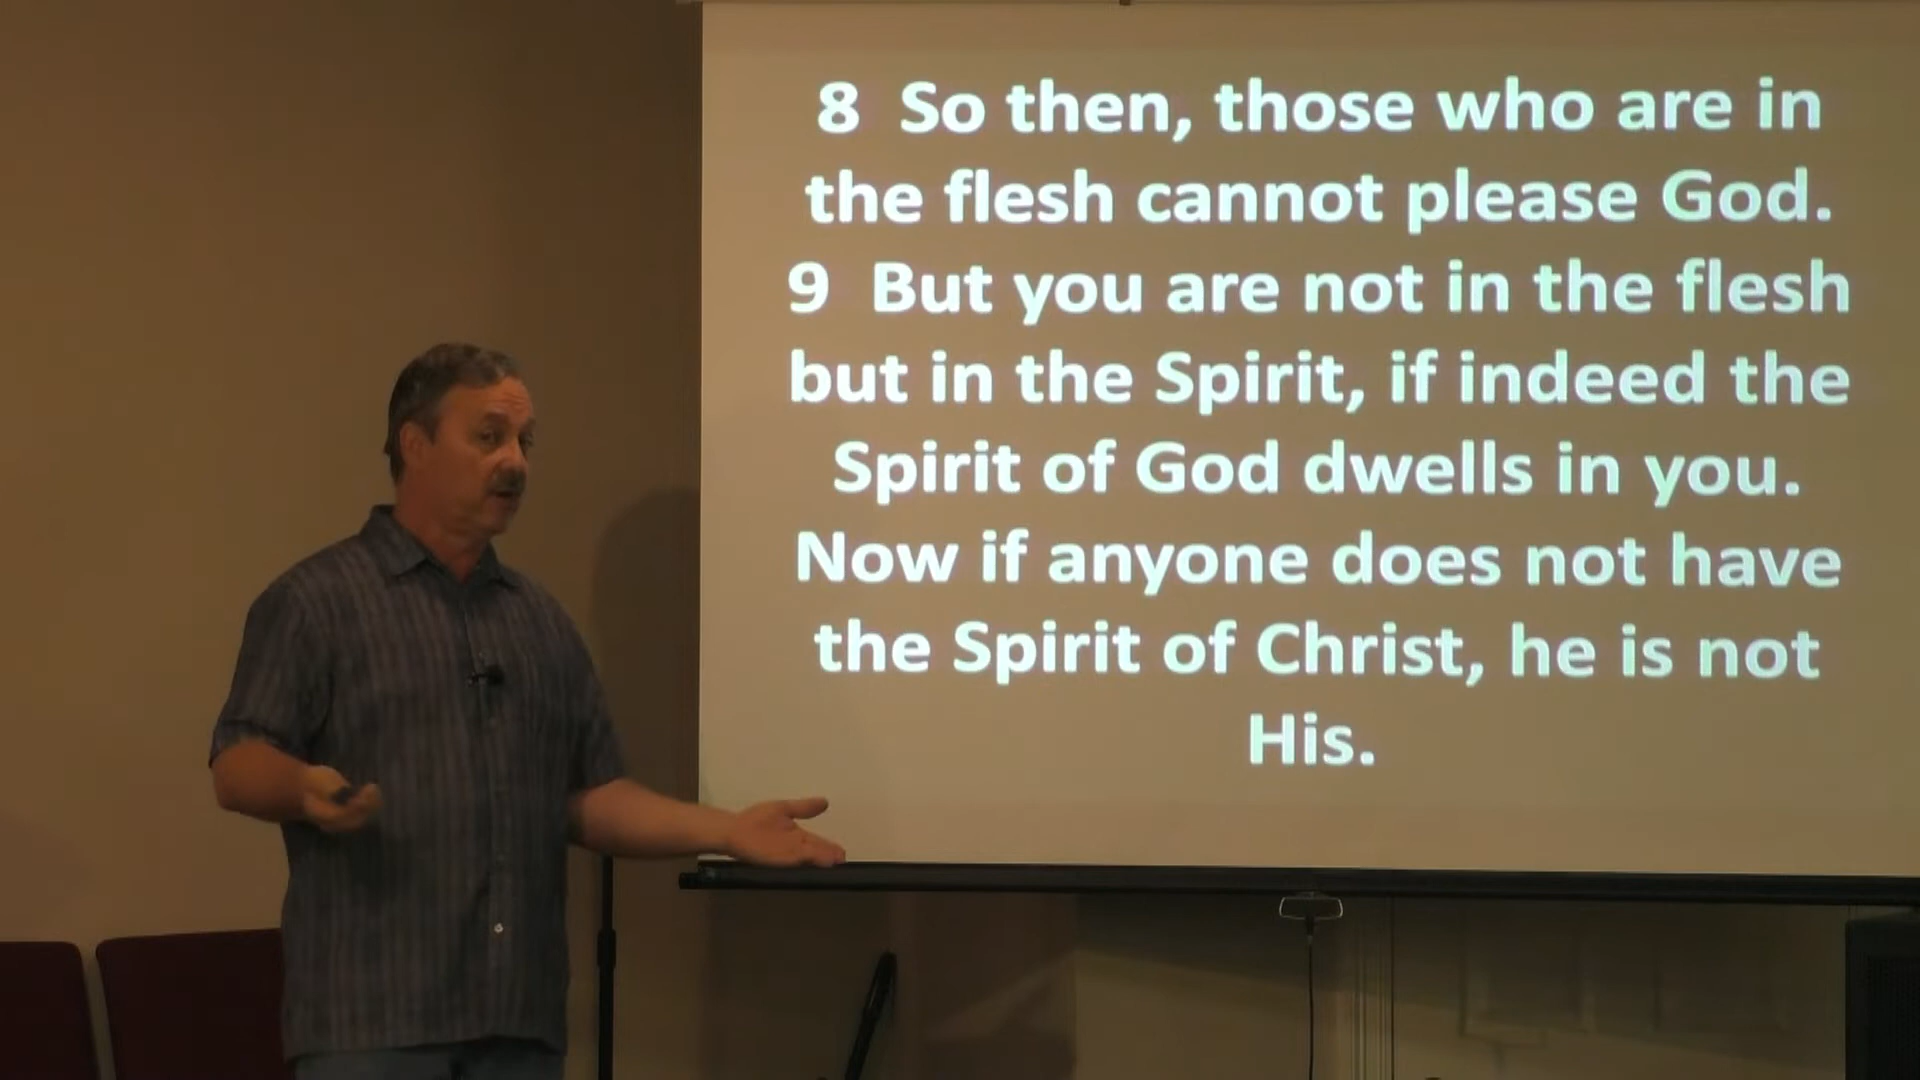 8 So then, those who are in
the flesh cannot please God.
9 But you are not in the flesh
but in the Spirit, if indeed the
Spirit of God dwells in you.
Now if anyone does not have
the Spirit of Christ, he is not
His.